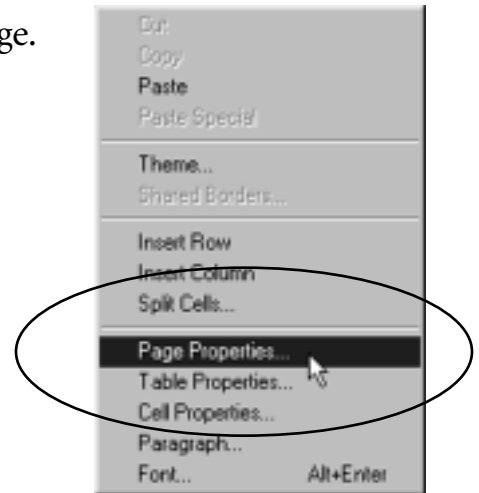 ge.
Cut
Copy
Paste
Paste Special
Theme...
Shared Borders...
Insert Row
Insert Column
Split Cells...
Page Properties...
Table Properties...
Cell Properties...
Paragraph...
Font... Alt+Enter